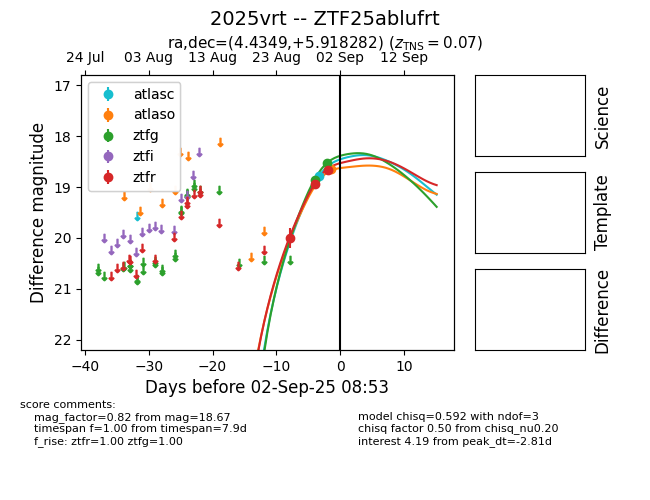 2025vrt -- ZTF25ablufrt
ra,dec=(4.4349,+5.918282) (zTNS = 0.07)
24 Jul 03 Aug 13 Aug 23 Aug 02 Sep 12 Sep
17
18
19
20
21
22
Difference magnitude
atlasc
atlaso
ztfg
ztfi
ztfr
−40 −30 −20 −10 0 10
Days before 02-Sep-25 08:53
Science
Template
Difference
score comments:
mag_factor=0.82 from mag=18.67
timespan f=1.00 from timespan=7.9d
f_rise: ztfr=1.00 ztfg=1.00
model chisq=0.592 with ndof=3
chisq factor 0.50 from chisq_nu0.20
interest 4.19 from peak_dt=-2.81d